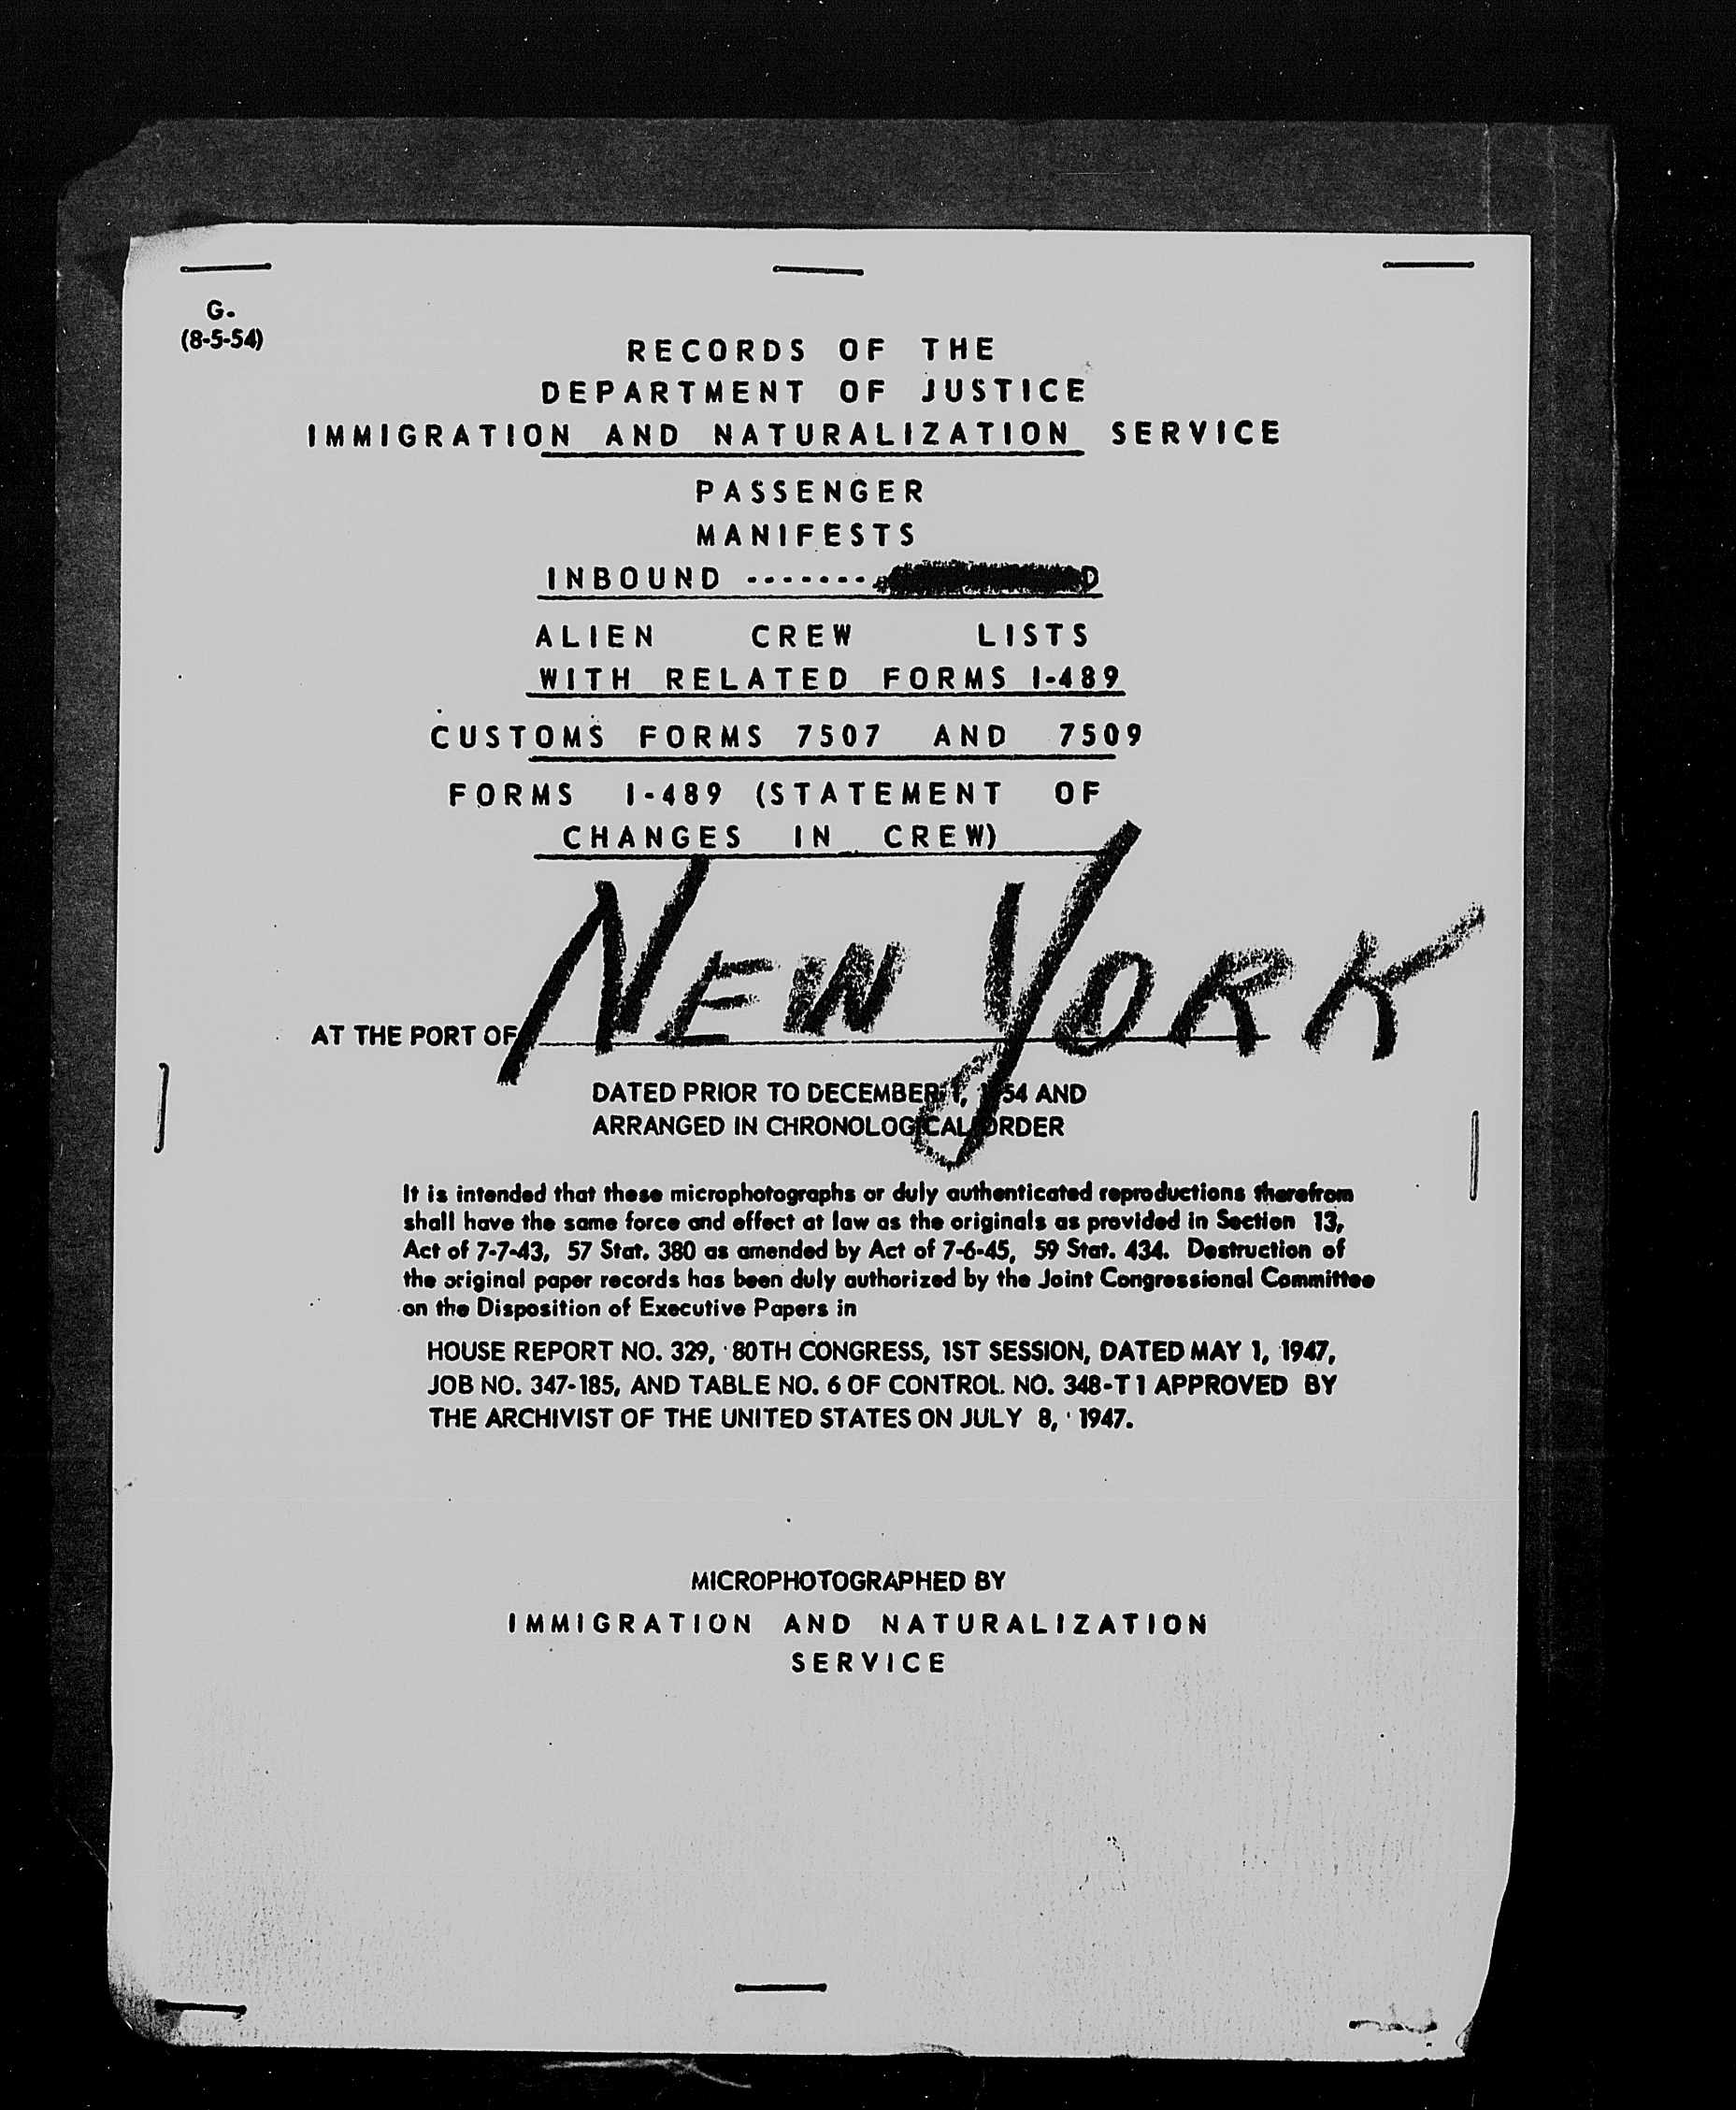 G.
(8-5-54)
RECORDS OF THE
DEPARTMENT OF JUSTICE
IMMIGRATION AND NATURALIZATION SERVICE
PASSENGER
MANIFESTS
INBOUND -------
ALIEN CREW LISTS
WITH RELATED FORMS I-489
CUSTOMS FORMS 7507 AND 7509
FORMS I-489 (STATEMENT OF
CHANGES IN CREW)
AT THE PORT OF NEW YORK
DATED PRIOR TO DECEMBER 1, 1954 AND
ARRANGED IN CHRONOLOGICAL ORDER
It is intended that these microphotographs or duly authenticated reproductions therefrom
shall have the same force and effect at law as the originals as provided in Section 13,
Act of 7-7-43, 57 Stat. 380 as amended by Act of 7-6-45, 59 Stat. 434. Destruction of
the original paper records has been duly authorized by the Joint Congressional Committee
on the Disposition of Executive Papers in
HOUSE REPORT NO. 329, 80TH CONGRESS, 1ST SESSION, DATED MAY 1, 1947,
JOB NO. 347-185, AND TABLE NO. 6 OF CONTROL NO. 348-T1 APPROVED BY
THE ARCHIVIST OF THE UNITED STATES ON JULY 8, 1947.
MICROPHOTOGRAPHED BY
IMMIGRATION AND NATURALIZATION
SERVICE